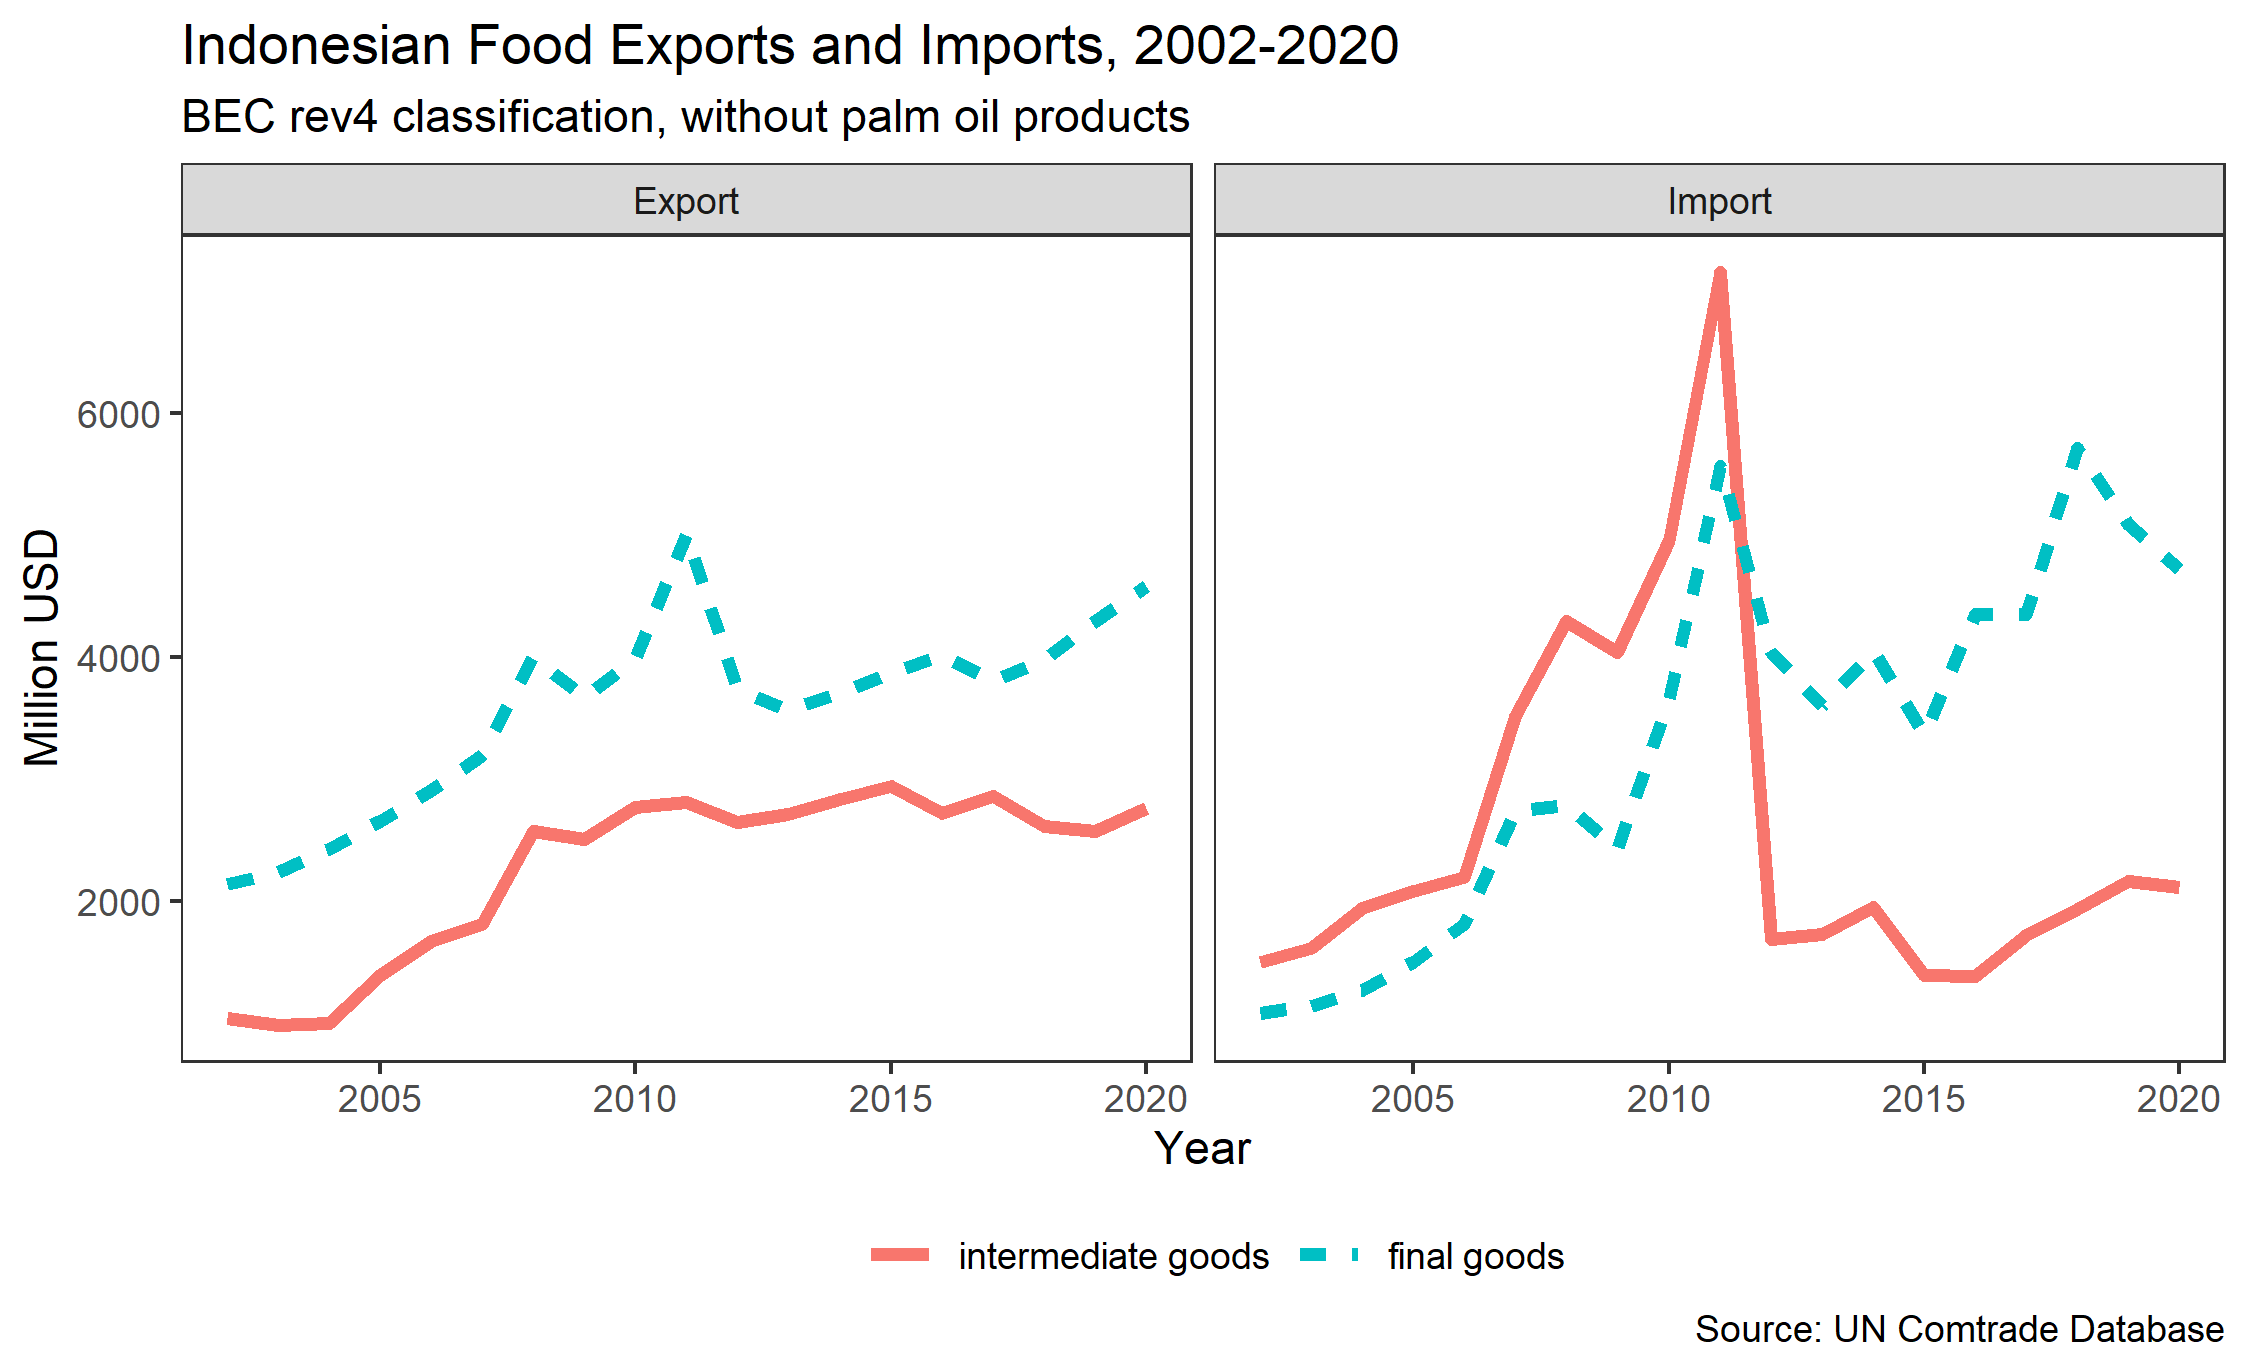 Indonesian Food Exports and Imports, 2002-2020
BEC rev4 classification, without palm oil products
Export
Import
Million USD
6000
4000
2000
2005 2010 2015 2020
2005 2010 2015 2020
Year
intermediate goods final goods
Source: UN Comtrade Database